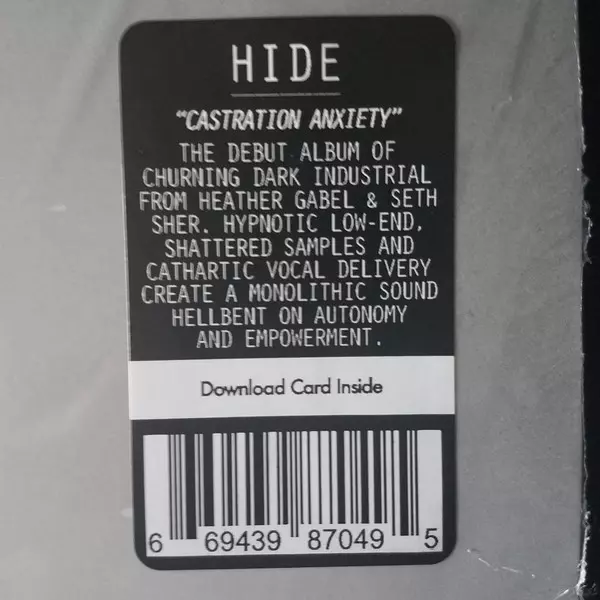 HIDE
"CASTRATION ANXIETY"
THE DEBUT ALBUM OF
CHURNING DARK INDUSTRIAL
FROM HEATHER GABEL & SETH
SHER. HYPNOTIC LOW-END,
SHATTERED SAMPLES AND
CATHARTIC VOCAL DELIVERY
CREATE A MONOLITHIC SOUND
HELLBENT ON AUTONOMY
AND EMPOWERMENT.
Download Card Inside
6 69439 87049 5